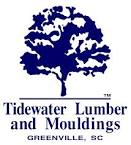 TM
Tidewater Lumber
and Mouldings
GREENVILLE, SC